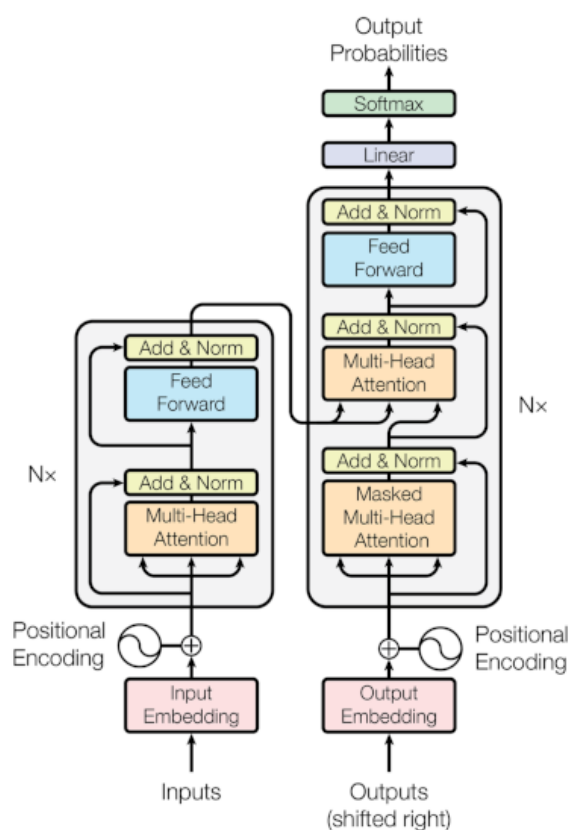 Output
Probabilities
Softmax
Linear
Add & Norm
Feed
Forward
Add & Norm
Multi-Head
Attention
Add & Norm
Masked
Multi-Head
Attention
Nx
Add & Norm
Feed
Forward
Add & Norm
Multi-Head
Attention
Nx
Positional
Encoding
Positional
Encoding
Input
Embedding
Output
Embedding
Inputs
Outputs
(shifted right)